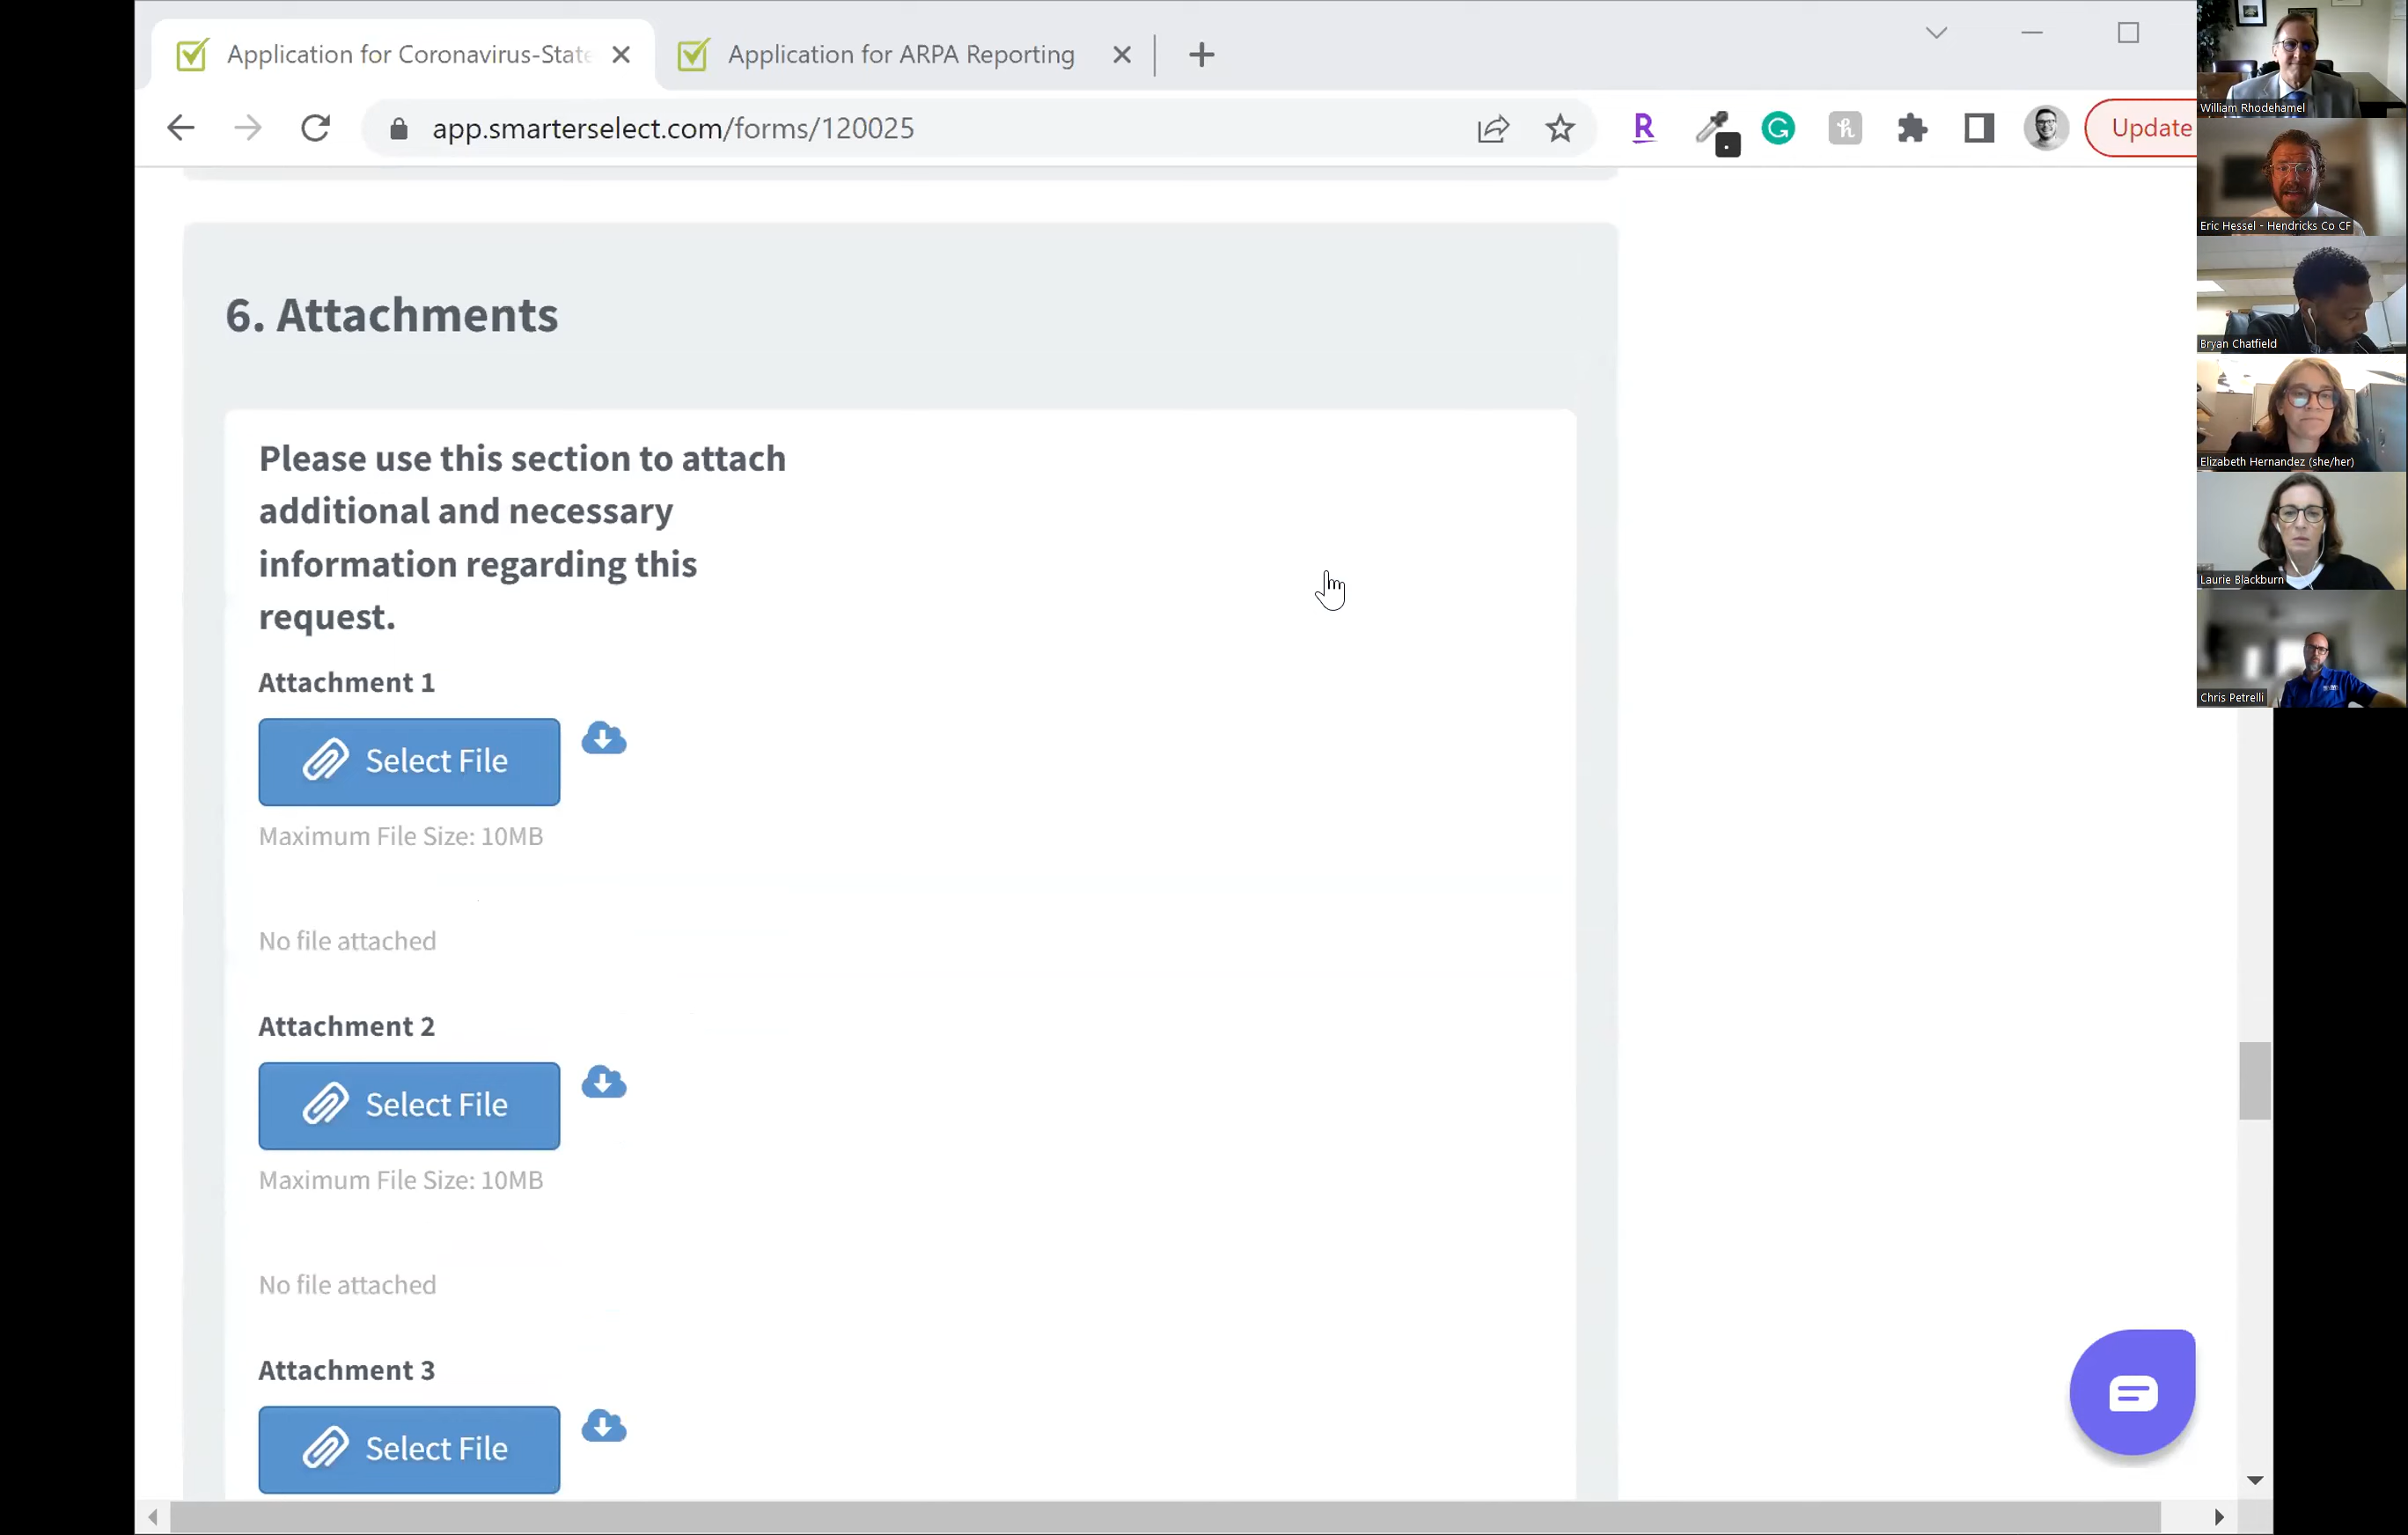 Application for Coronavirus-State
Application for ARPA Reporting
app.smarterselect.com/forms/120025
Update
6. Attachments
Please use this section to attach
additional and necessary
information regarding this
request.
Attachment 1
Select File
Maximum File Size: 10MB
No file attached
Attachment 2
Select File
Maximum File Size: 10MB
No file attached
Attachment 3
Select File
William Rhodehamel
Eric Hessel - Hendricks Co CF
Bryan Chatfield
Elizabeth Hernandez (she/her)
Laurie Blackburn
Chris Petrelli